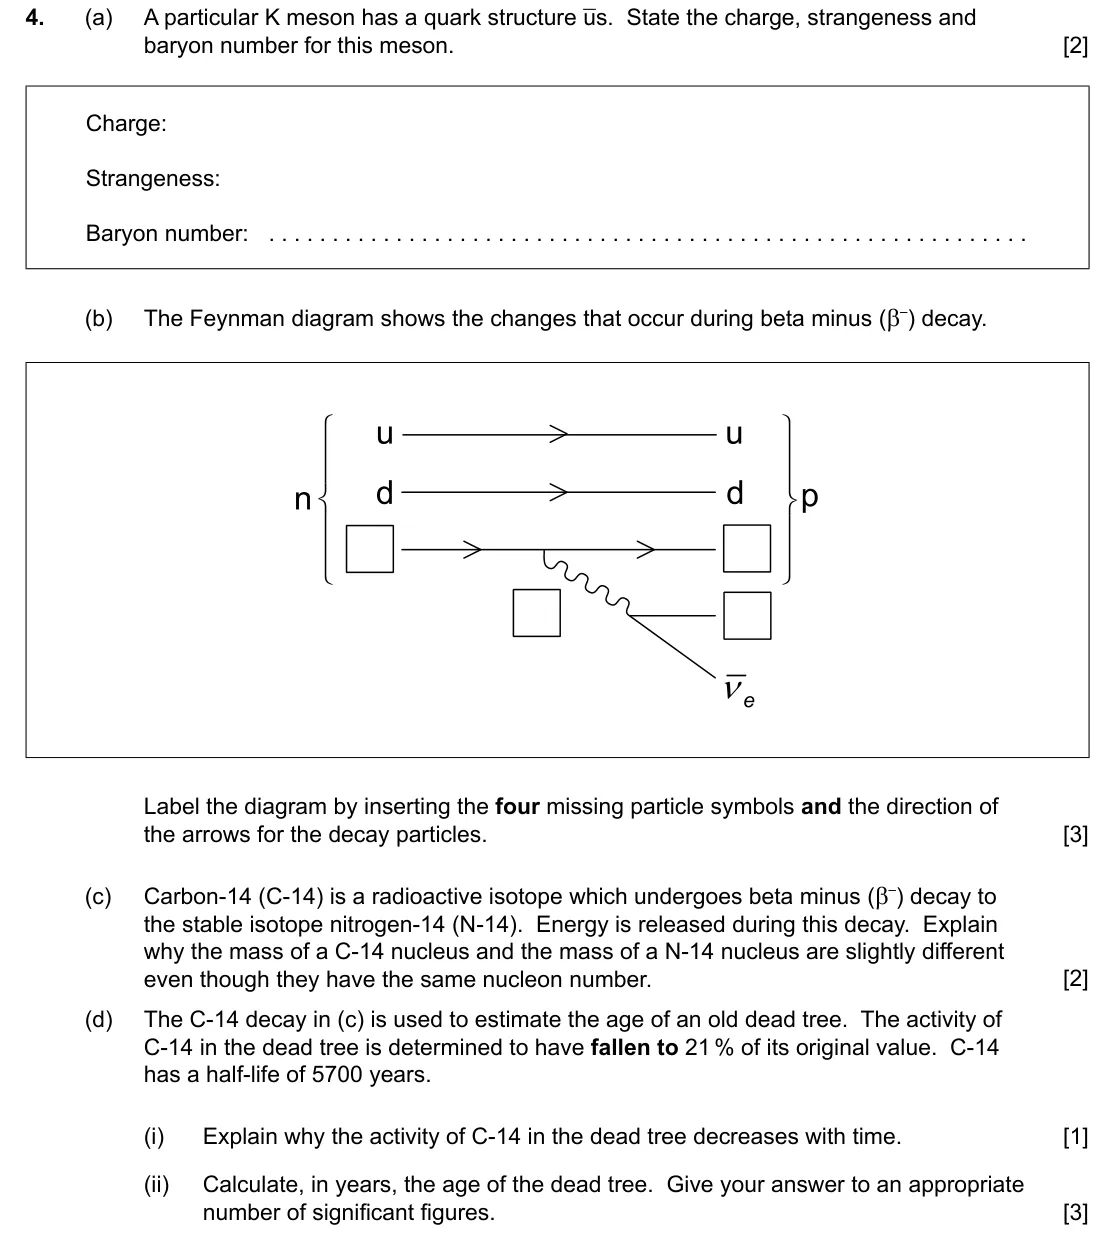 4. (a) A particular K meson has a quark structure u̅s. State the charge, strangeness and
baryon number for this meson. [2]
Charge:
Strangeness:
Baryon number: . . . . . . . . . . . . . . . . . . . . . . . . . . . . . . . . . . . . . . . . . . . . . . . . . . . . . . . . . . . .
(b) The Feynman diagram shows the changes that occur during beta minus (β⁻) decay.
u u
n d d p
ν̅ₑ
Label the diagram by inserting the four missing particle symbols and the direction of
the arrows for the decay particles. [3]
(c) Carbon-14 (C-14) is a radioactive isotope which undergoes beta minus (β⁻) decay to
the stable isotope nitrogen-14 (N-14). Energy is released during this decay. Explain
why the mass of a C-14 nucleus and the mass of a N-14 nucleus are slightly different
even though they have the same nucleon number. [2]
(d) The C-14 decay in (c) is used to estimate the age of an old dead tree. The activity of
C-14 in the dead tree is determined to have fallen to 21 % of its original value. C-14
has a half-life of 5700 years.
(i) Explain why the activity of C-14 in the dead tree decreases with time. [1]
(ii) Calculate, in years, the age of the dead tree. Give your answer to an appropriate
number of significant figures. [3]